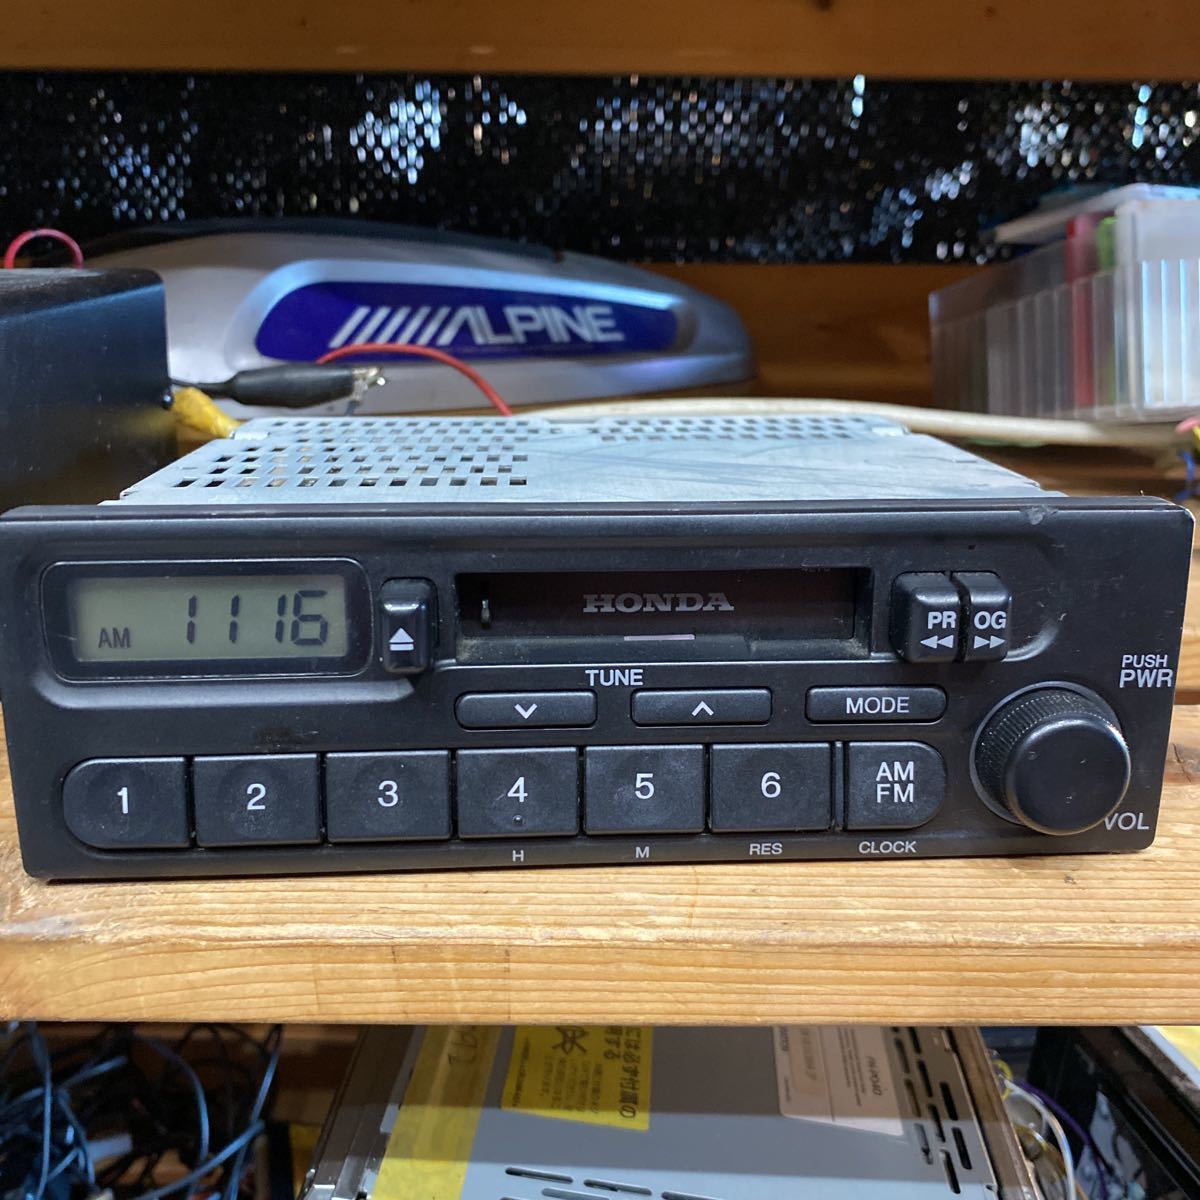 ALPINE
AM 1116
HONDA
PR OG
TUNE
MODE
PUSH
PWR
1 2 3 4 5 6 AM
FM
VOL
H M RES CLOCK